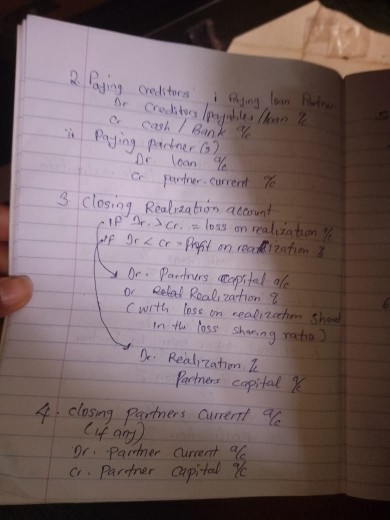 2 Paying creditors. i Paying loan Partner
Dr creditors/payables/loan a/c
Cr cash / Bank a/c
ii Paying partner(s)
Dr. loan a/c
Cr partner-current a/c
3 Closing Realization account
- If Dr. > Cr. = loss on realization a/c
If Dr < cr - Profit on realization a/c
Dr. Partners capital a/c
Dr Realization a/c
(with loss on realization shared
in the loss sharing ratio)
Dr. Realization a/c
Partners capital a/c
4. closing partners current a/c
(if any)
Dr. Partner current a/c
cr. Partner capital a/c